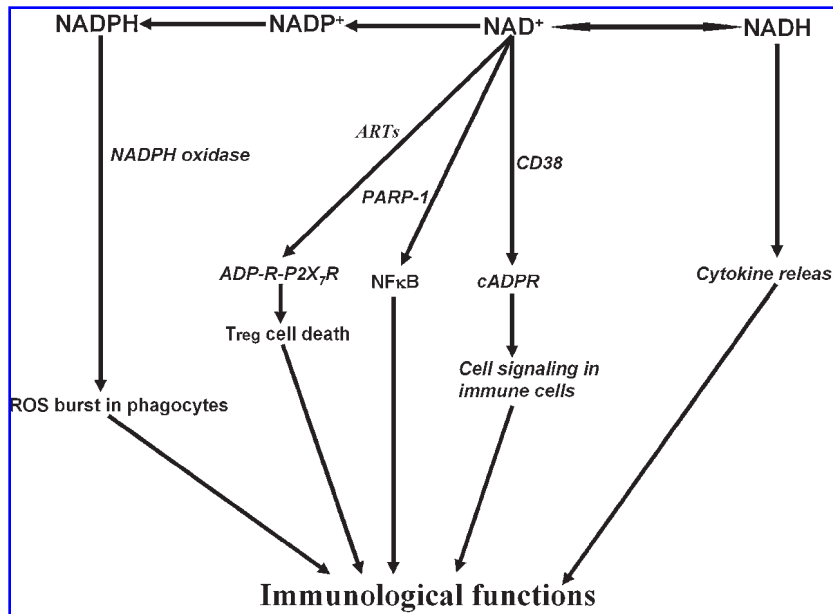 NADPH NADP⁺ NAD⁺ NADH
ARTs
NADPH oxidase
CD38
PARP-1
ADP-R-P2X₇R
NFκB
cADPR
Cytokine releas
Treg cell death
Cell signaling in
immune cells
ROS burst in phagocytes
Immunological functions